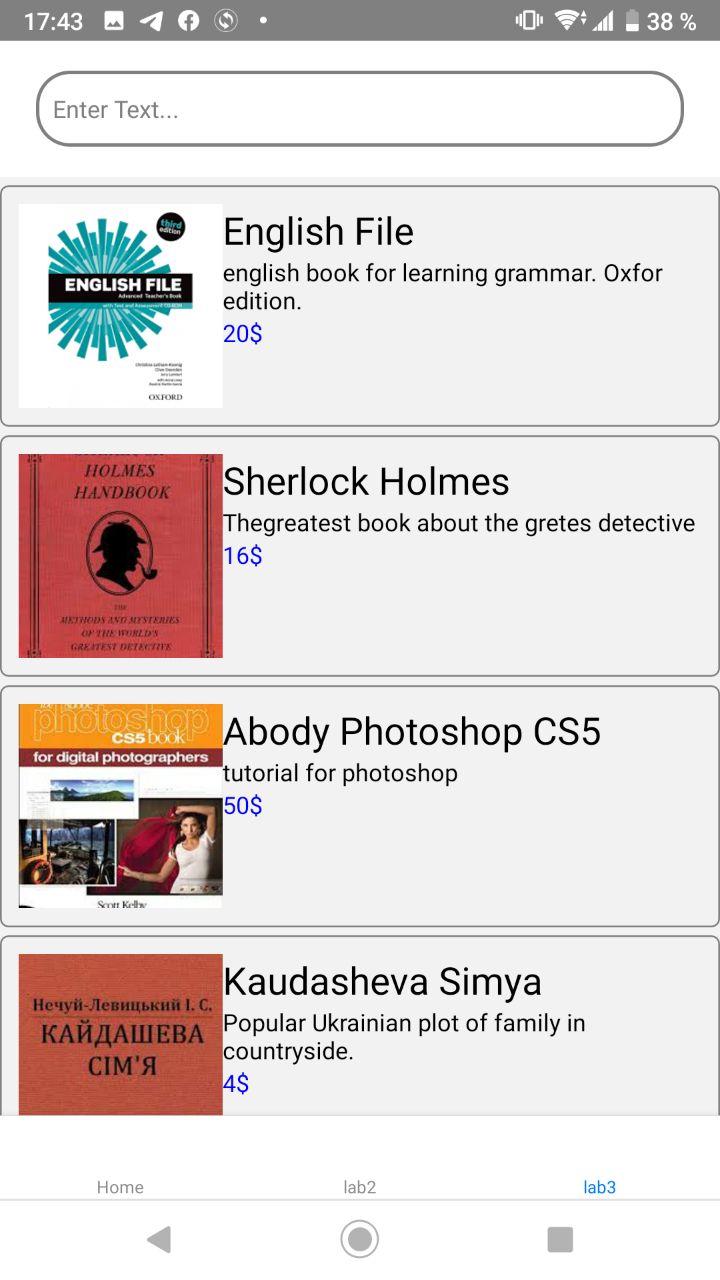 17:43
38 %
Enter Text...
third
edition
ENGLISH FILE
Advanced Teacher's Book
with Test and Assessment CD-ROM
OXFORD
English File
english book for learning grammar. Oxfor
edition.
20$
HOLMES
HANDBOOK
THE
METHODS AND MYSTERIES
OF THE WORLD'S
GREATEST DETECTIVE
Sherlock Holmes
Thegreatest book about the gretes detective
16$
photoshop
CS5 book
for digital photographers
Scott Kelby
Abody Photoshop CS5
tutorial for photoshop
50$
Нечуй-Левицький І. С.
КАЙДАШЕВА
СІМ'Я
Kaudasheva Simya
Popular Ukrainian plot of family in
countryside.
4$
Home
lab2
lab3